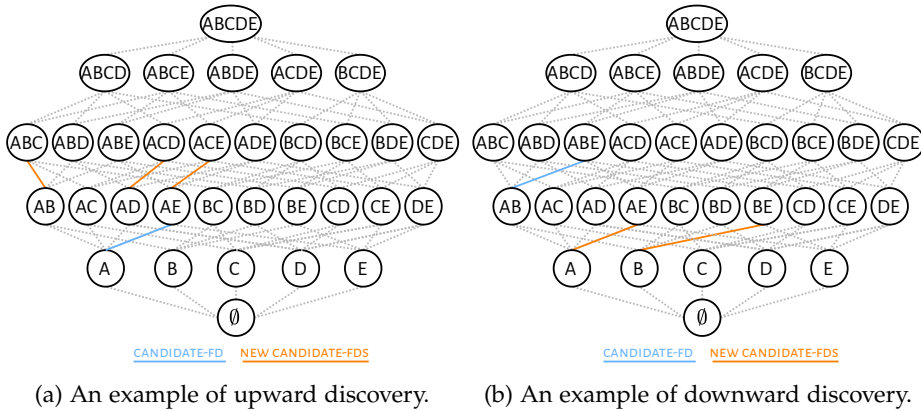 ABCDE
ABCD ABCE ABDE ACDE BCDE
ABC ABD ABE ACD ACE ADE BCD BCE BDE CDE
AB AC AD AE BC BD BE CD CE DE
A B C D E
∅
CANDIDATE-FD NEW CANDIDATE-FDS
(a) An example of upward discovery.
ABCDE
ABCD ABCE ABDE ACDE BCDE
ABC ABD ABE ACD ACE ADE BCD BCE BDE CDE
AB AC AD AE BC BD BE CD CE DE
A B C D E
∅
CANDIDATE-FD NEW CANDIDATE-FDS
(b) An example of downward discovery.